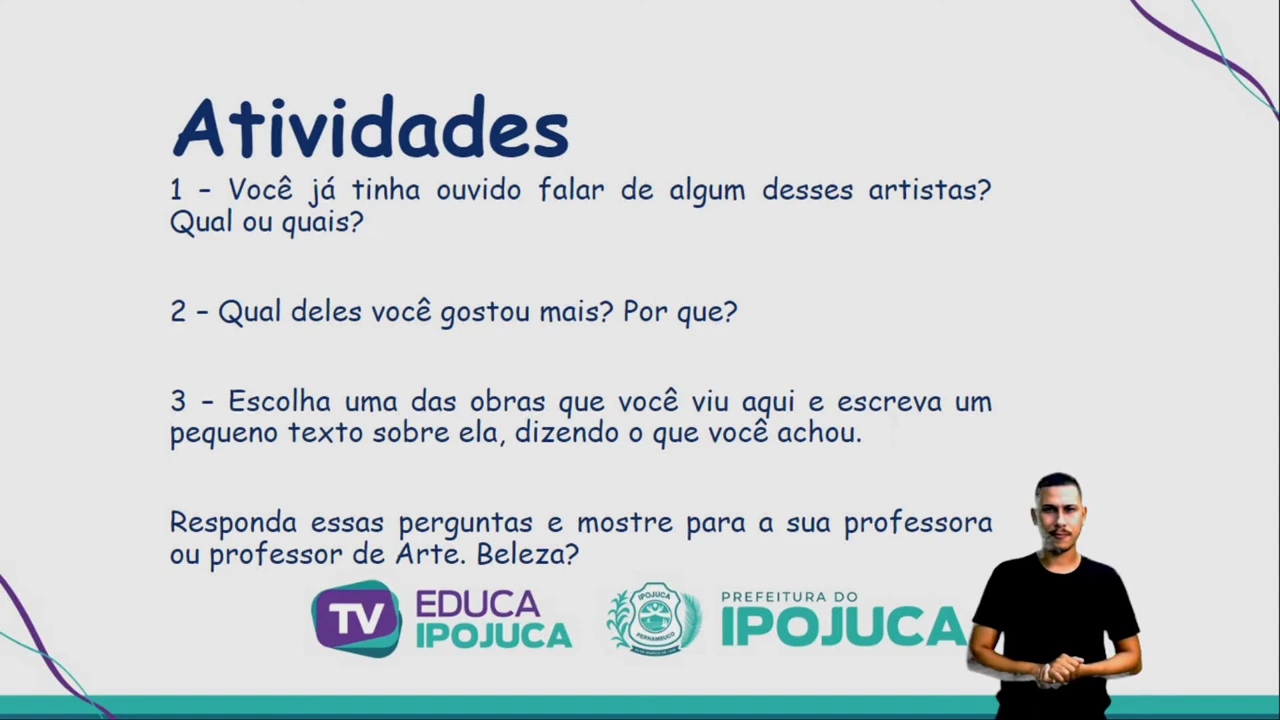 Atividades
1 – Você já tinha ouvido falar de algum desses artistas?
Qual ou quais?
2 – Qual deles você gostou mais? Por que?
3 – Escolha uma das obras que você viu aqui e escreva um
pequeno texto sobre ela, dizendo o que você achou.
Responda essas perguntas e mostre para a sua professora
ou professor de Arte. Beleza?
TV EDUCA
IPOJUCA
IPOJUCA
PERNAMBUCO
PREFEITURA DO
IPOJUCA